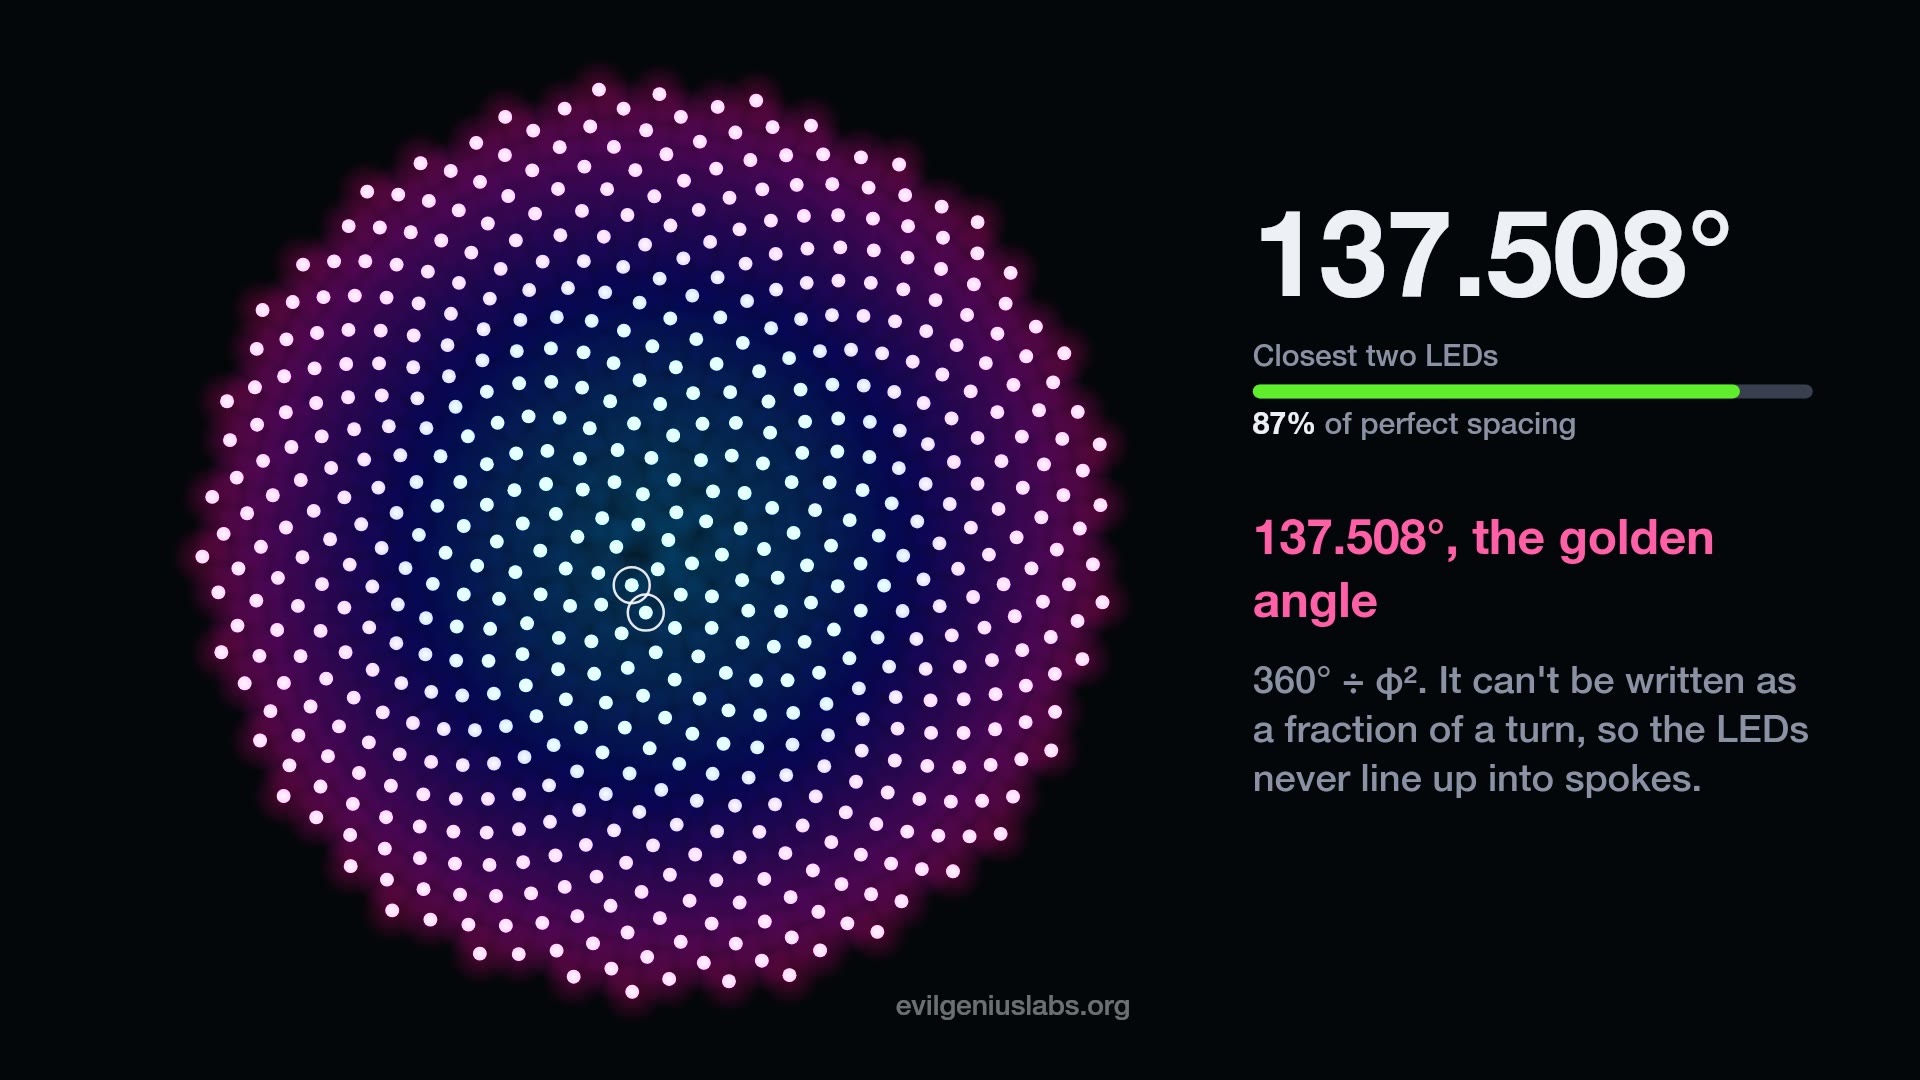 137.508°
Closest two LEDs
87% of perfect spacing
137.508°, the golden
angle
360° ÷ ϕ². It can't be written as
a fraction of a turn, so the LEDs
never line up into spokes.
evilgeniuslabs.org